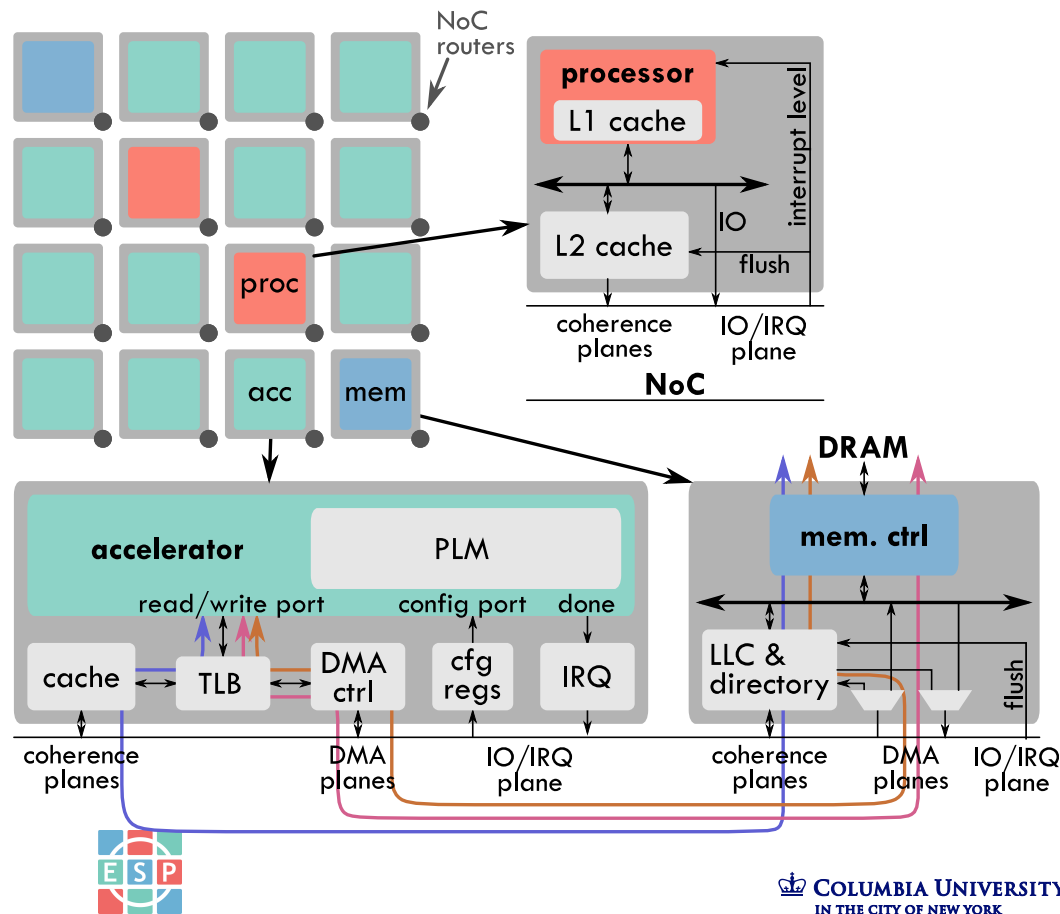 NoC
routers
processor
L1 cache
interrupt level
IO
L2 cache
flush
coherence
planes
IO/IRQ
plane
NoC
proc
acc
mem
accelerator
PLM
read/write port
config port
done
cache
TLB
DMA
ctrl
cfg
regs
IRQ
coherence
planes
DMA
planes
IO/IRQ
plane
DRAM
mem. ctrl
LLC &
directory
flush
coherence
planes
DMA
planes
IO/IRQ
plane
E S P
COLUMBIA UNIVERSITY
IN THE CITY OF NEW YORK